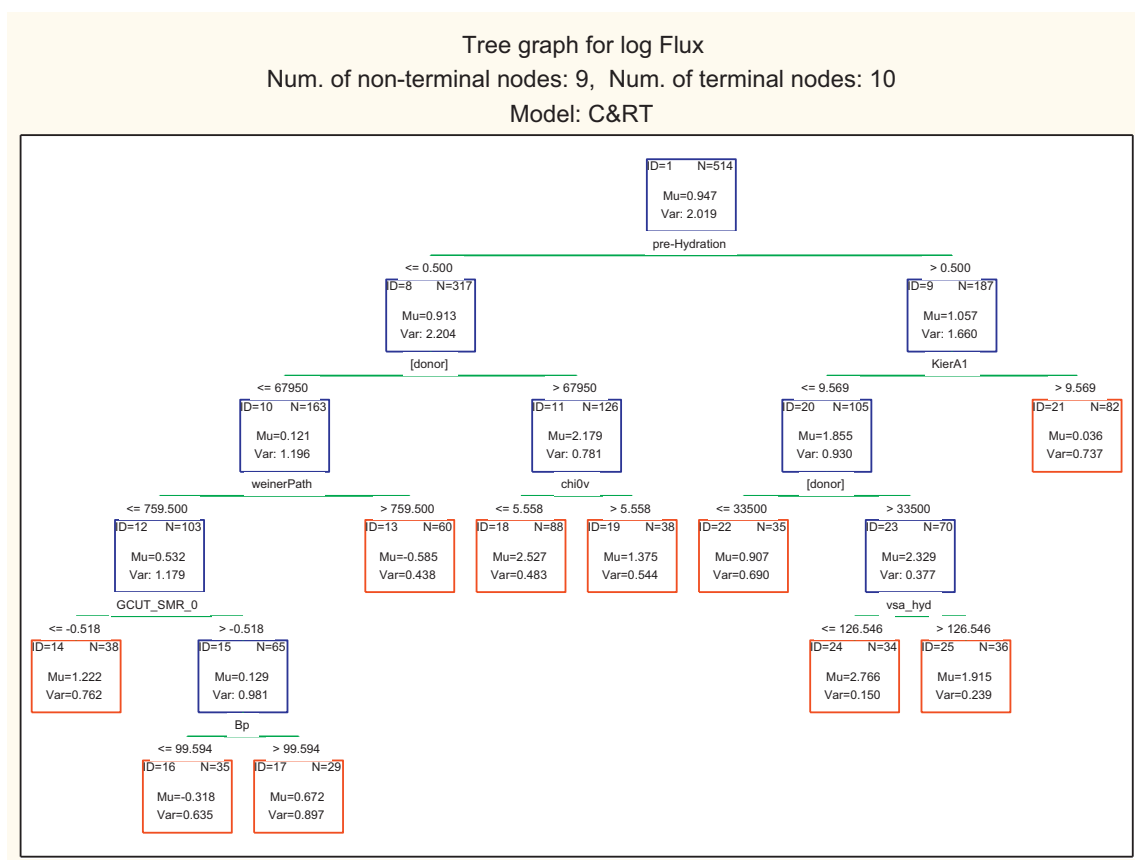 Tree graph for log Flux
Num. of non-terminal nodes: 9,  Num. of terminal nodes: 10
Model: C&RT
ID=1 N=514
Mu=0.947
Var: 2.019
pre-Hydration
<= 0.500 > 0.500
ID=8 N=317 ID=9 N=187
Mu=0.913 Mu=1.057
Var: 2.204 Var: 1.660
[donor] KierA1
<= 67950 > 67950 <= 9.569 > 9.569
ID=10 N=163 ID=11 N=126 ID=20 N=105 ID=21 N=82
Mu=0.121 Mu=2.179 Mu=1.855 Mu=0.036
Var: 1.196 Var: 0.781 Var: 0.930 Var=0.737
weinerPath chi0v [donor]
<= 759.500 > 759.500 <= 5.558 > 5.558 <= 33500 > 33500
ID=12 N=103 ID=13 N=60 ID=18 N=88 ID=19 N=38 ID=22 N=35 ID=23 N=70
Mu=0.532 Mu=-0.585 Mu=2.527 Mu=1.375 Mu=0.907 Mu=2.329
Var: 1.179 Var=0.438 Var=0.483 Var=0.544 Var=0.690 Var: 0.377
GCUT_SMR_0 vsa_hyd
<= -0.518 > -0.518 <= 126.546 > 126.546
ID=14 N=38 ID=15 N=65 ID=24 N=34 ID=25 N=36
Mu=1.222 Mu=0.129 Mu=2.766 Mu=1.915
Var=0.762 Var: 0.981 Var=0.150 Var=0.239
Bp
<= 99.594 > 99.594
ID=16 N=35 ID=17 N=29
Mu=-0.318 Mu=0.672
Var=0.635 Var=0.897